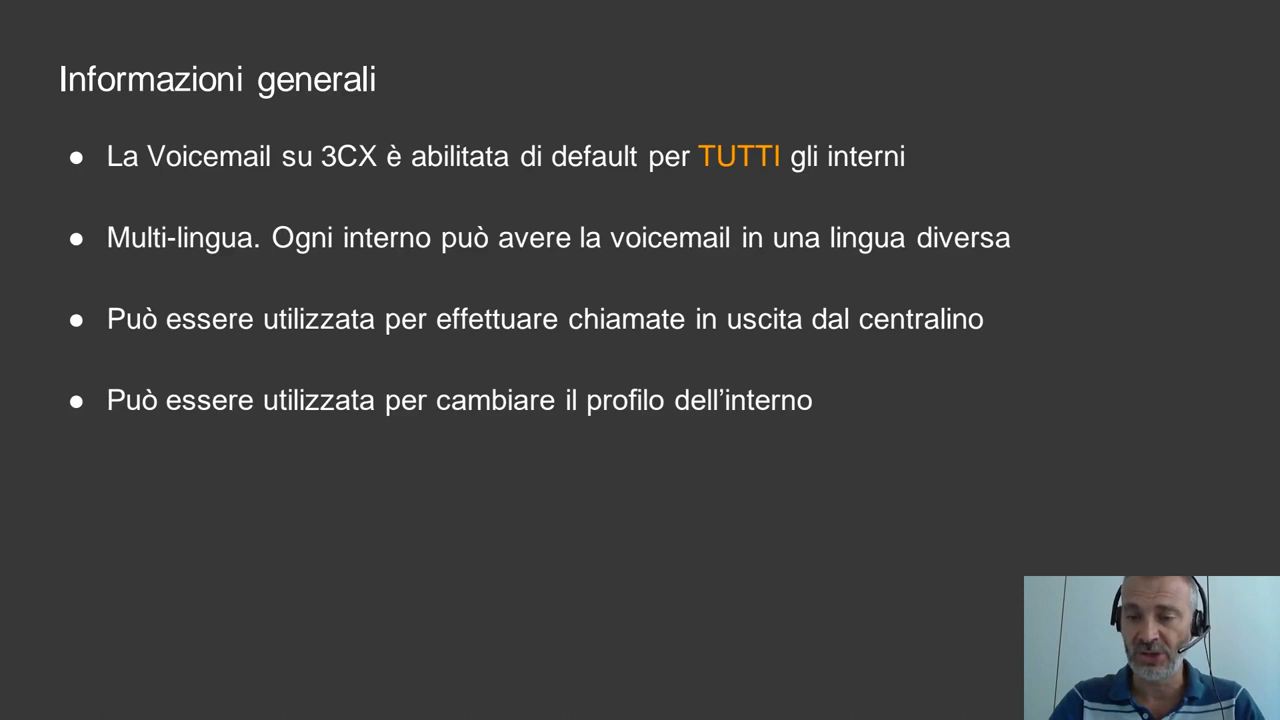 Informazioni generali
● La Voicemail su 3CX è abilitata di default per TUTTI gli interni
● Multi-lingua. Ogni interno può avere la voicemail in una lingua diversa
● Può essere utilizzata per effettuare chiamate in uscita dal centralino
● Può essere utilizzata per cambiare il profilo dell’interno